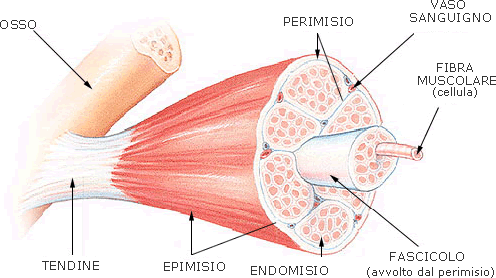 OSSO
PERIMISIO
VASO
SANGUIGNO
FIBRA
MUSCOLARE
(cellula)
TENDINE
EPIMISIO
ENDOMISIO
FASCICOLO
(avvolto dal perimisio)